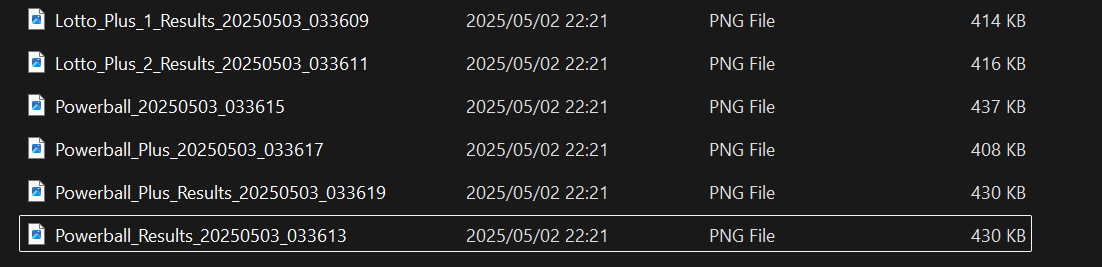 Lotto_Plus_1_Results_20250503_033609 2025/05/02 22:21 PNG File 414 KB
Lotto_Plus_2_Results_20250503_033611 2025/05/02 22:21 PNG File 416 KB
Powerball_20250503_033615 2025/05/02 22:21 PNG File 437 KB
Powerball_Plus_20250503_033617 2025/05/02 22:21 PNG File 408 KB
Powerball_Plus_Results_20250503_033619 2025/05/02 22:21 PNG File 430 KB
Powerball_Results_20250503_033613 2025/05/02 22:21 PNG File 430 KB